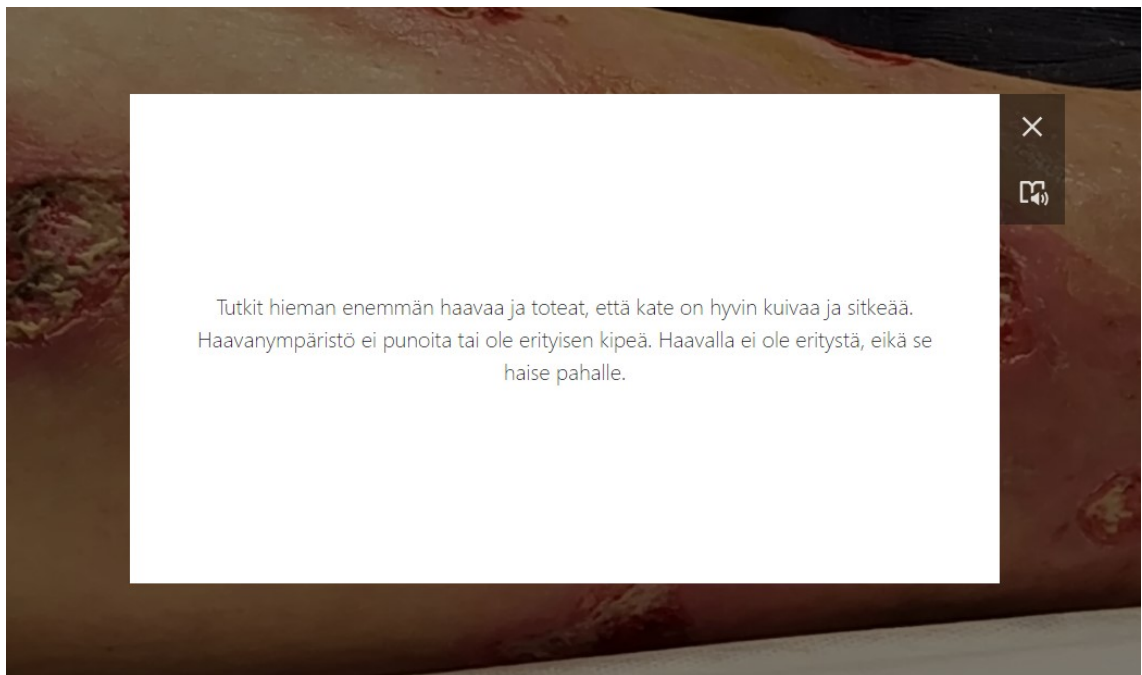 Tutkit hieman enemmän haavaa ja toteat, että kate on hyvin kuivaa ja sitkeää.
Haavanympäristö ei punoita tai ole erityisen kipeä. Haavalla ei ole eritystä, eikä se
haise pahalle.